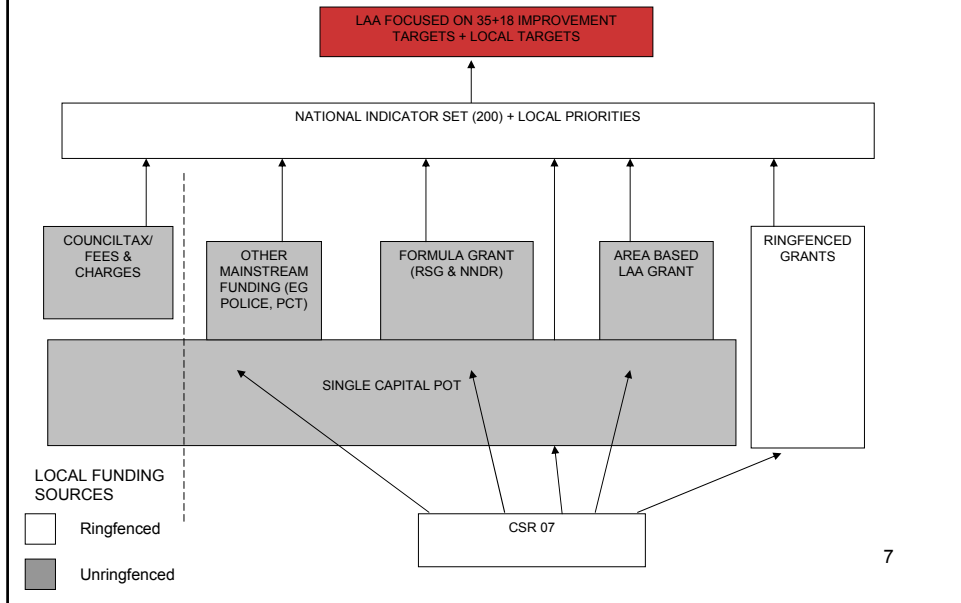 LAA FOCUSED ON 35+18 IMPROVEMENT
TARGETS + LOCAL TARGETS
NATIONAL INDICATOR SET (200) + LOCAL PRIORITIES
COUNCILTAX/
FEES &
CHARGES
OTHER
MAINSTREAM
FUNDING (EG
POLICE, PCT)
FORMULA GRANT
(RSG & NNDR)
AREA BASED
LAA GRANT
RINGFENCED
GRANTS
SINGLE CAPITAL POT
LOCAL FUNDING
SOURCES
Ringfenced
Unringfenced
CSR 07
7